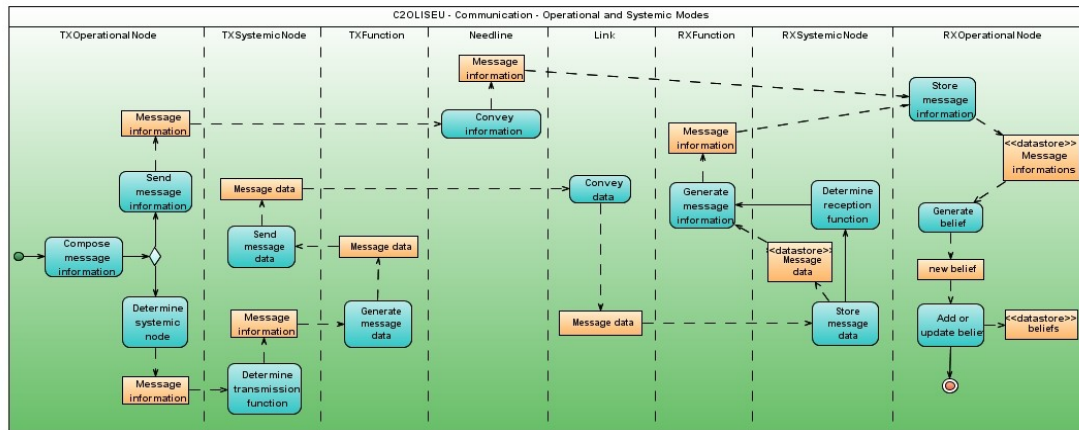 C2OLISEU - Communication - Operational and Systemic Modes
TXOperationalNode
TXSystemicNode
TXFunction
Needline
Link
RXFunction
RXSystemicNode
RXOperationalNode
Message
information
Send
message
information
Compose
message
information
Determine
systemic
node
Message
information
Message data
Send
message
data
Message
information
Determine
transmission
function
Message data
Generate
message
data
Message
information
Convey
information
Convey
data
Message data
Message
information
Generate
message
information
Determine
reception
function
<<datastore>>
Message
data
Store
message
data
Store
message
information
<<datastore>>
Message
informations
Generate
belief
new belief
Add or
update belief
<<datastore>>
beliefs